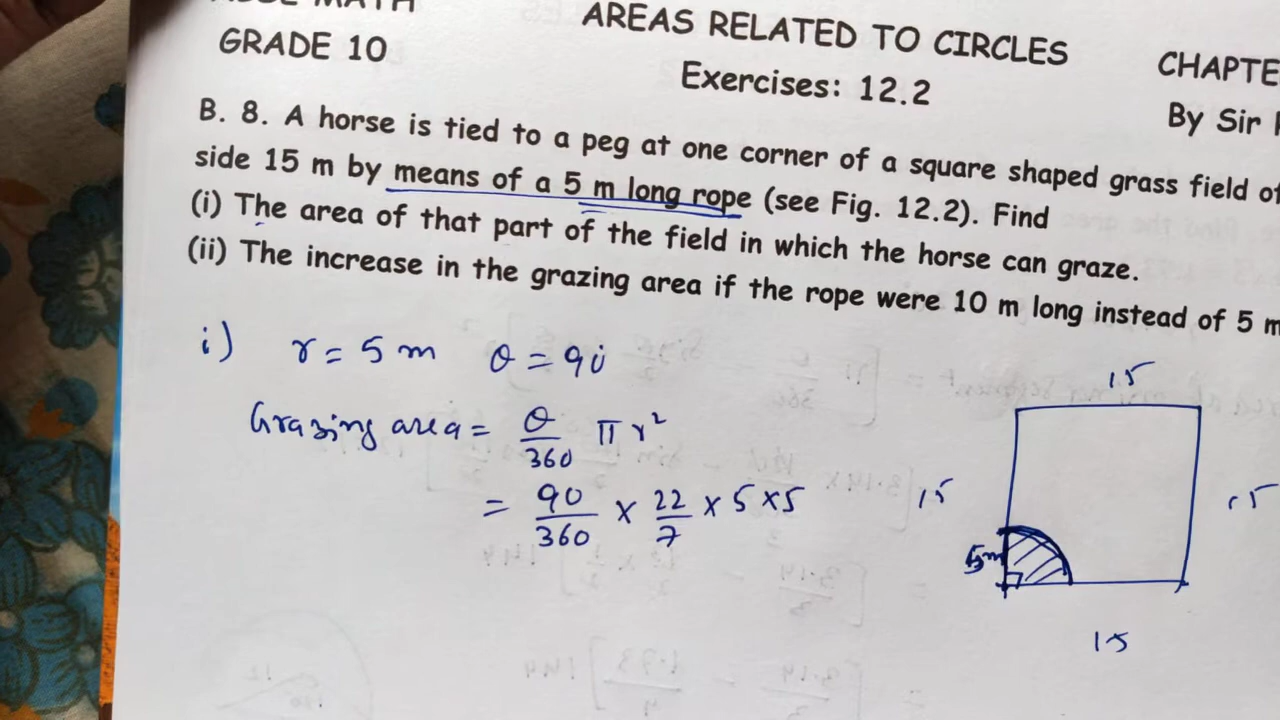 MATH
GRADE 10
AREAS RELATED TO CIRCLES
Exercises: 12.2
CHAPTE
By Sir
B. 8. A horse is tied to a peg at one corner of a square shaped grass field of
side 15 m by means of a 5 m long rope (see Fig. 12.2). Find
(i) The area of that part of the field in which the horse can graze.
(ii) The increase in the grazing area if the rope were 10 m long instead of 5 m
i) r = 5 m θ = 90
Grazing area = θ/360 π r²
= 90/360 × 22/7 × 5 × 5
15
15
15
5m
15